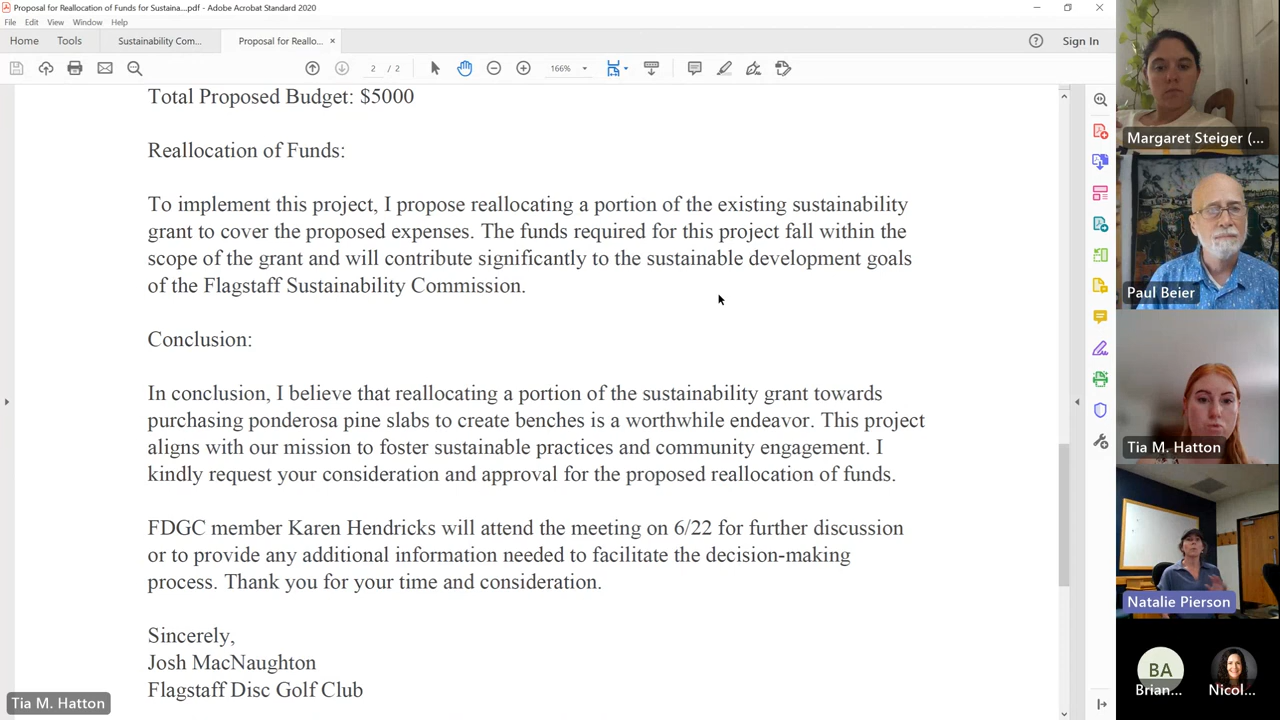 Proposal for Reallocation of Funds for Sustaina...pdf - Adobe Acrobat Standard 2020
File Edit View Window Help
Home Tools Sustainability Com... Proposal for Reallo... × Sign In
2 / 2 166%
Total Proposed Budget: $5000
Reallocation of Funds:
To implement this project, I propose reallocating a portion of the existing sustainability
grant to cover the proposed expenses. The funds required for this project fall within the
scope of the grant and will contribute significantly to the sustainable development goals
of the Flagstaff Sustainability Commission.
Conclusion:
In conclusion, I believe that reallocating a portion of the sustainability grant towards
purchasing ponderosa pine slabs to create benches is a worthwhile endeavor. This project
aligns with our mission to foster sustainable practices and community engagement. I
kindly request your consideration and approval for the proposed reallocation of funds.
FDGC member Karen Hendricks will attend the meeting on 6/22 for further discussion
or to provide any additional information needed to facilitate the decision-making
process. Thank you for your time and consideration.
Sincerely,
Josh MacNaughton
Flagstaff Disc Golf Club
Tia M. Hatton
Margaret Steiger (...
Paul Beier
Tia M. Hatton
Natalie Pierson
BA
Brian... Nicol...